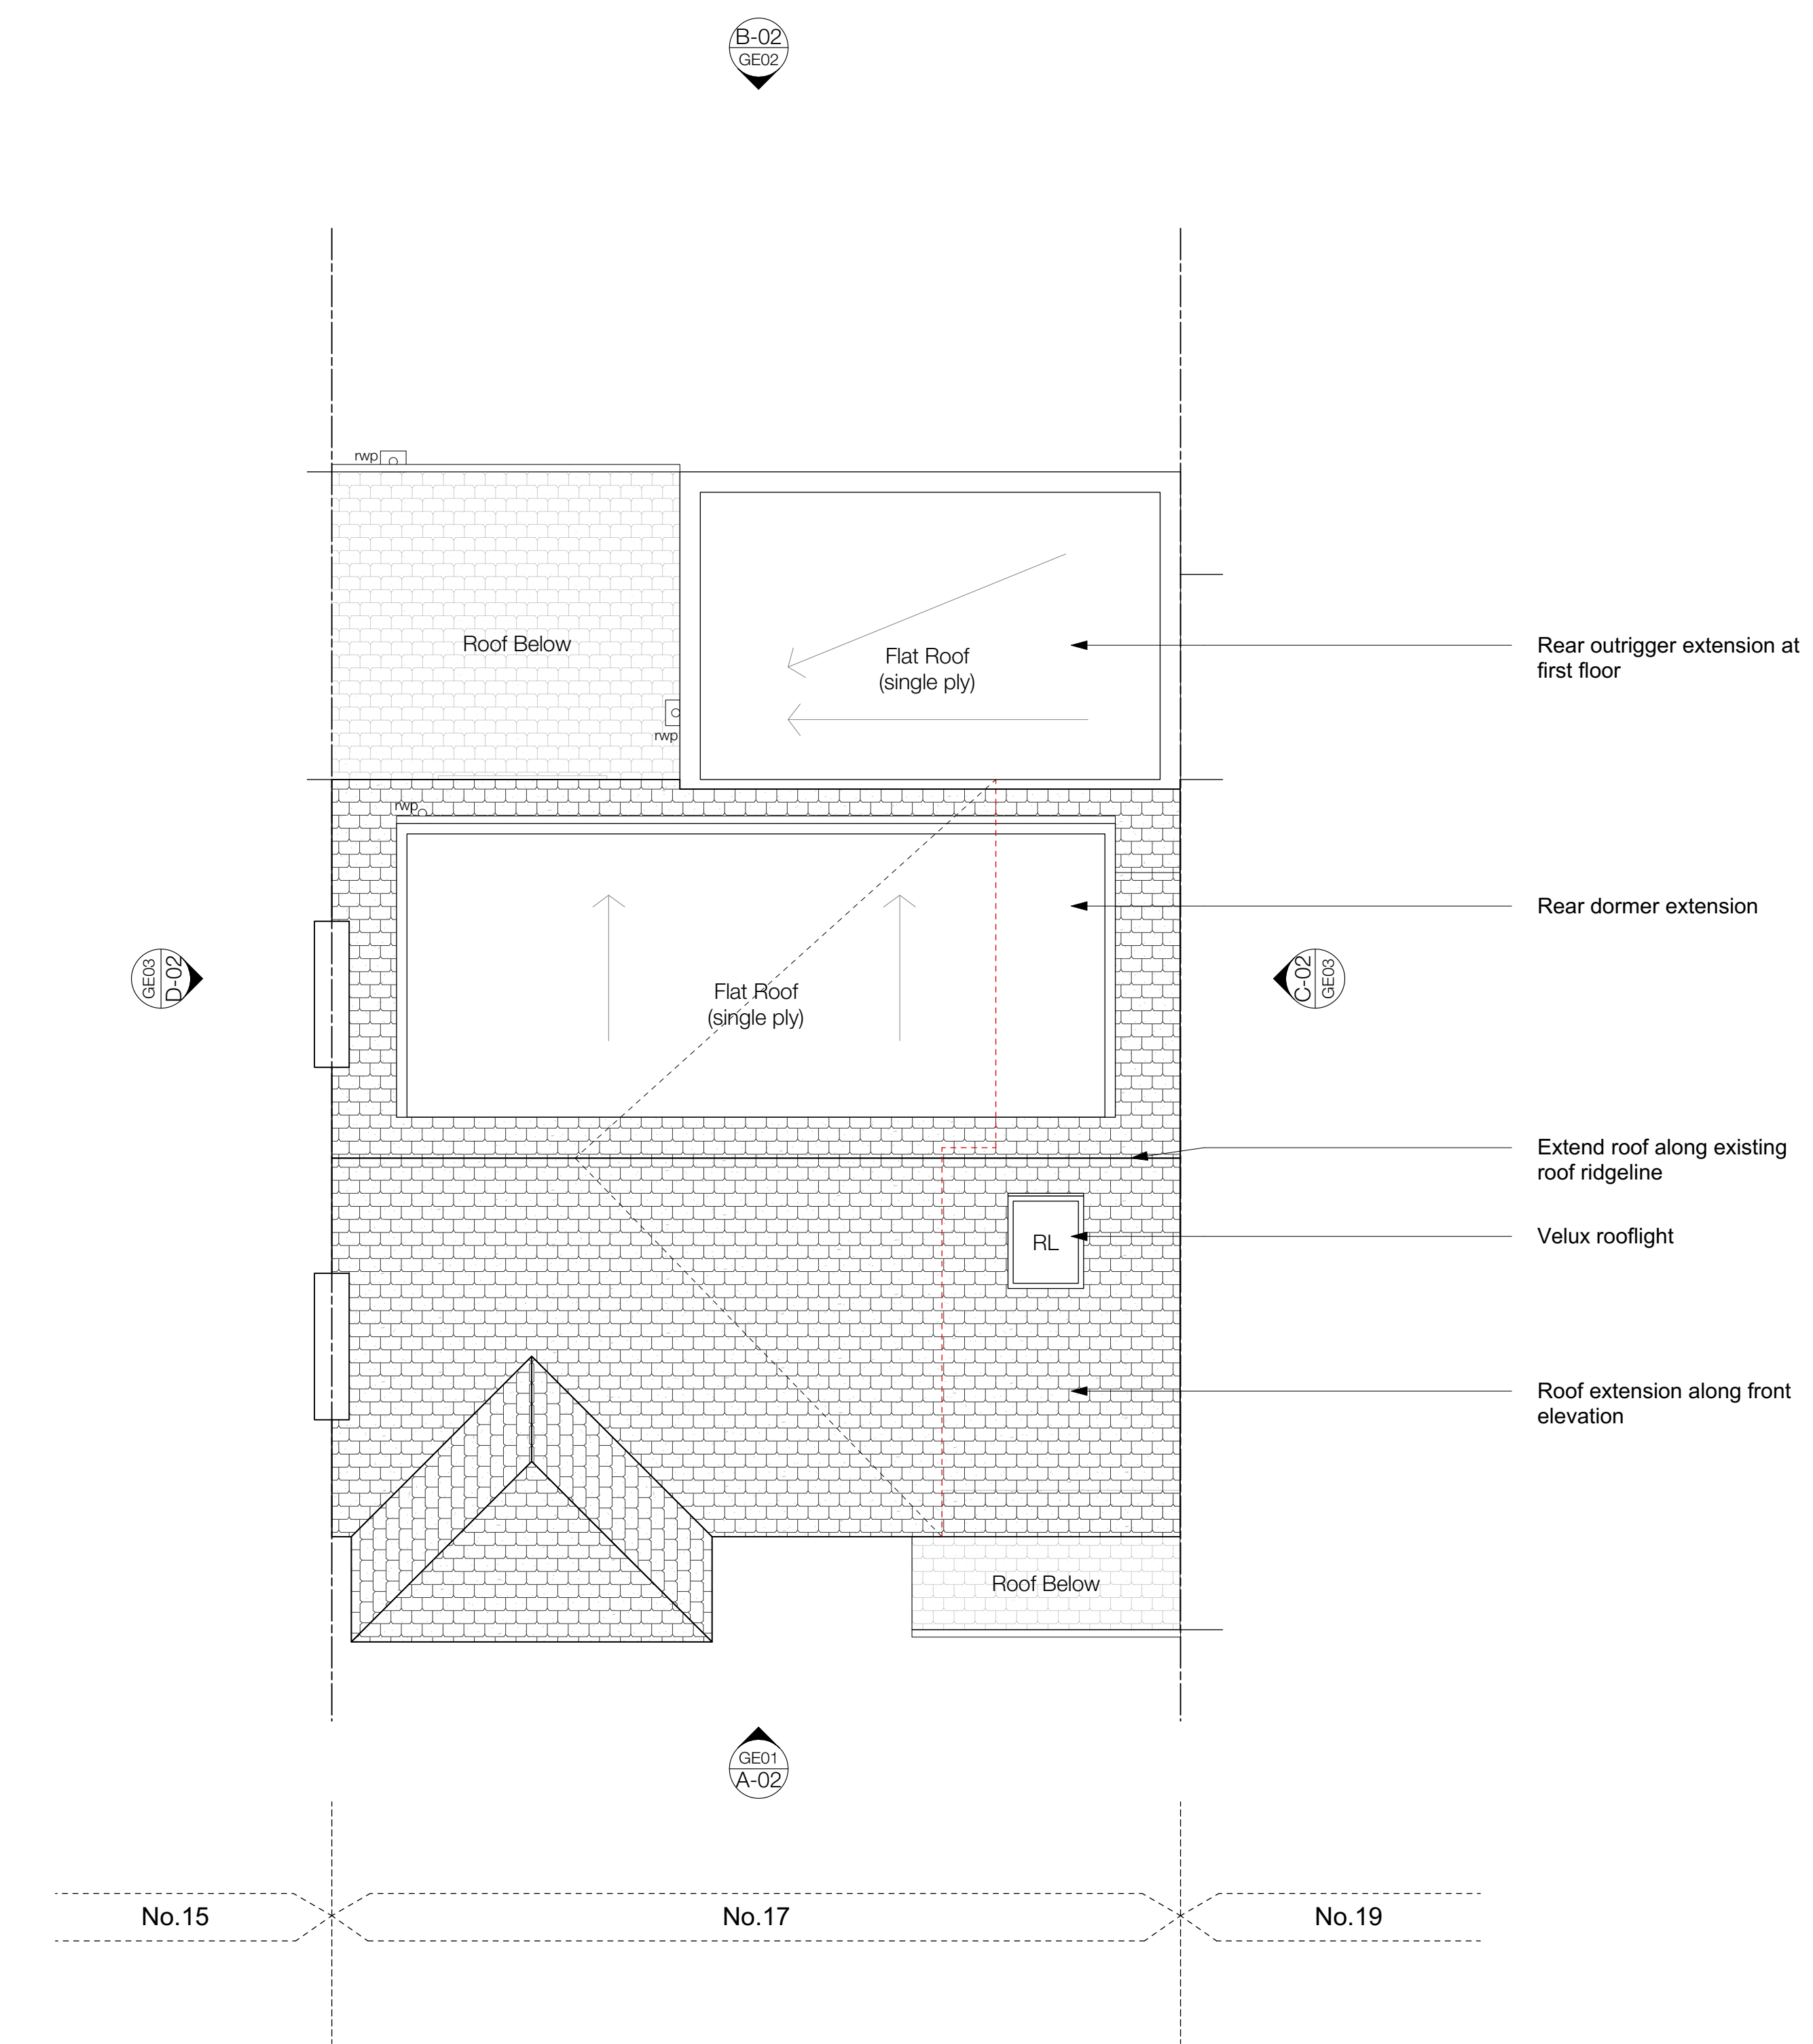 B-02
GE02
rwp
Roof Below
Flat Roof
(single ply)
Rear outrigger extension at
first floor
rwp
rwp
Rear dormer extension
GE03
D-02
Flat Roof
(single ply)
C-02
GE03
Extend roof along existing
roof ridgeline
RL
Velux rooflight
Roof extension along front
elevation
Roof Below
GE01
A-02
No.15
No.17
No.19